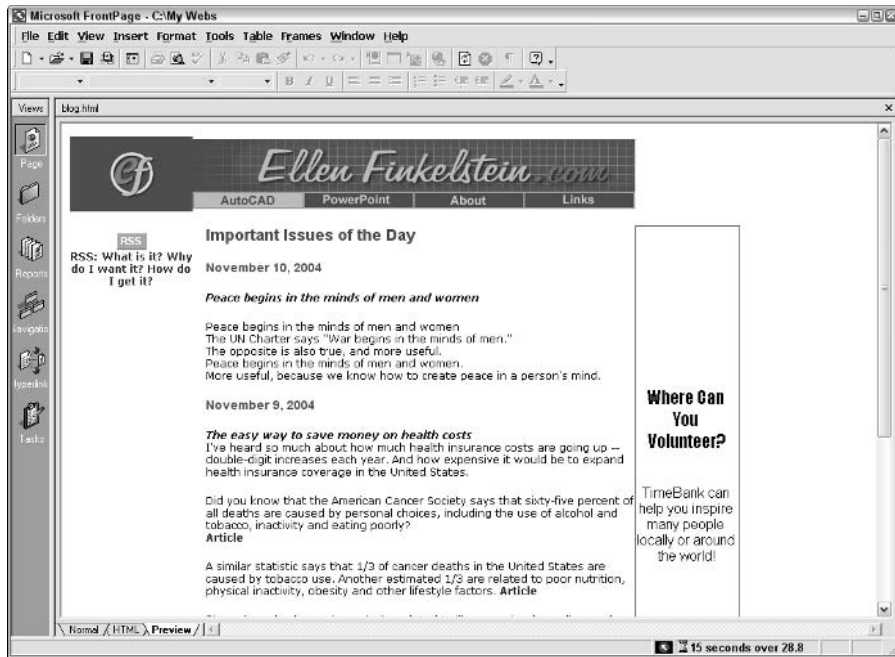 Microsoft FrontPage - C:\My Webs
File Edit View Insert Format Tools Table Frames Window Help
B I U
A
Views
blog.html
Page
Folders
Reports
Navigatio
Hyperlink
Tasks
cf
Ellen Finkelstein.com
AutoCAD PowerPoint About Links
RSS
RSS: What is it? Why
do I want it? How do
I get it?
Important Issues of the Day
November 10, 2004
Peace begins in the minds of men and women
Peace begins in the minds of men and women
The UN Charter says "War begins in the minds of men."
The opposite is also true, and more useful.
Peace begins in the minds of men and women.
More useful, because we know how to create peace in a person's mind.
November 9, 2004
The easy way to save money on health costs
I've heard so much about how much health insurance costs are going up --
double-digit increases each year. And how expensive it would be to expand
health insurance coverage in the United States.
Did you know that the American Cancer Society says that sixty-five percent of
all deaths are caused by personal choices, including the use of alcohol and
tobacco, inactivity and eating poorly?
Article
A similar statistic says that 1/3 of cancer deaths in the United States are
caused by tobacco use. Another estimated 1/3 are related to poor nutrition,
physical inactivity, obesity and other lifestyle factors. Article
Where Can
You
Volunteer?
TimeBank can
help you inspire
many people
locally or around
the world!
Normal HTML Preview
15 seconds over 28.8